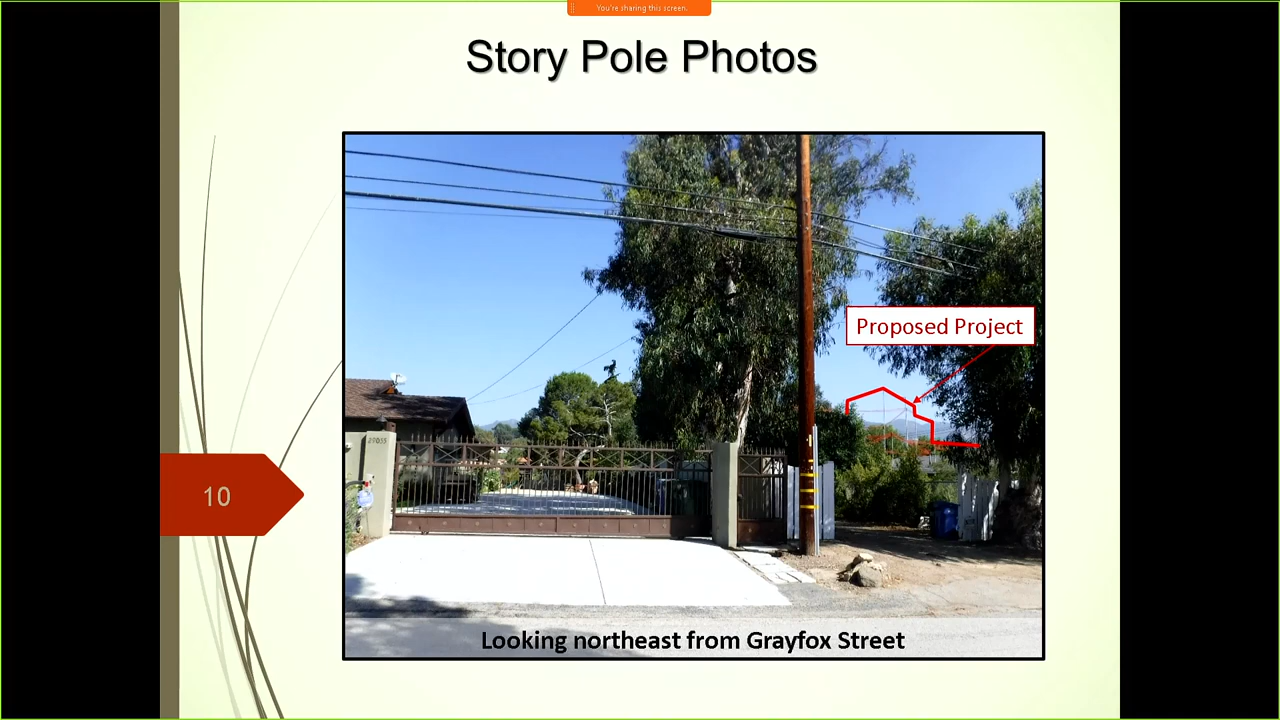 You're sharing this screen.
Story Pole Photos
Proposed Project
10
Looking northeast from Grayfox Street